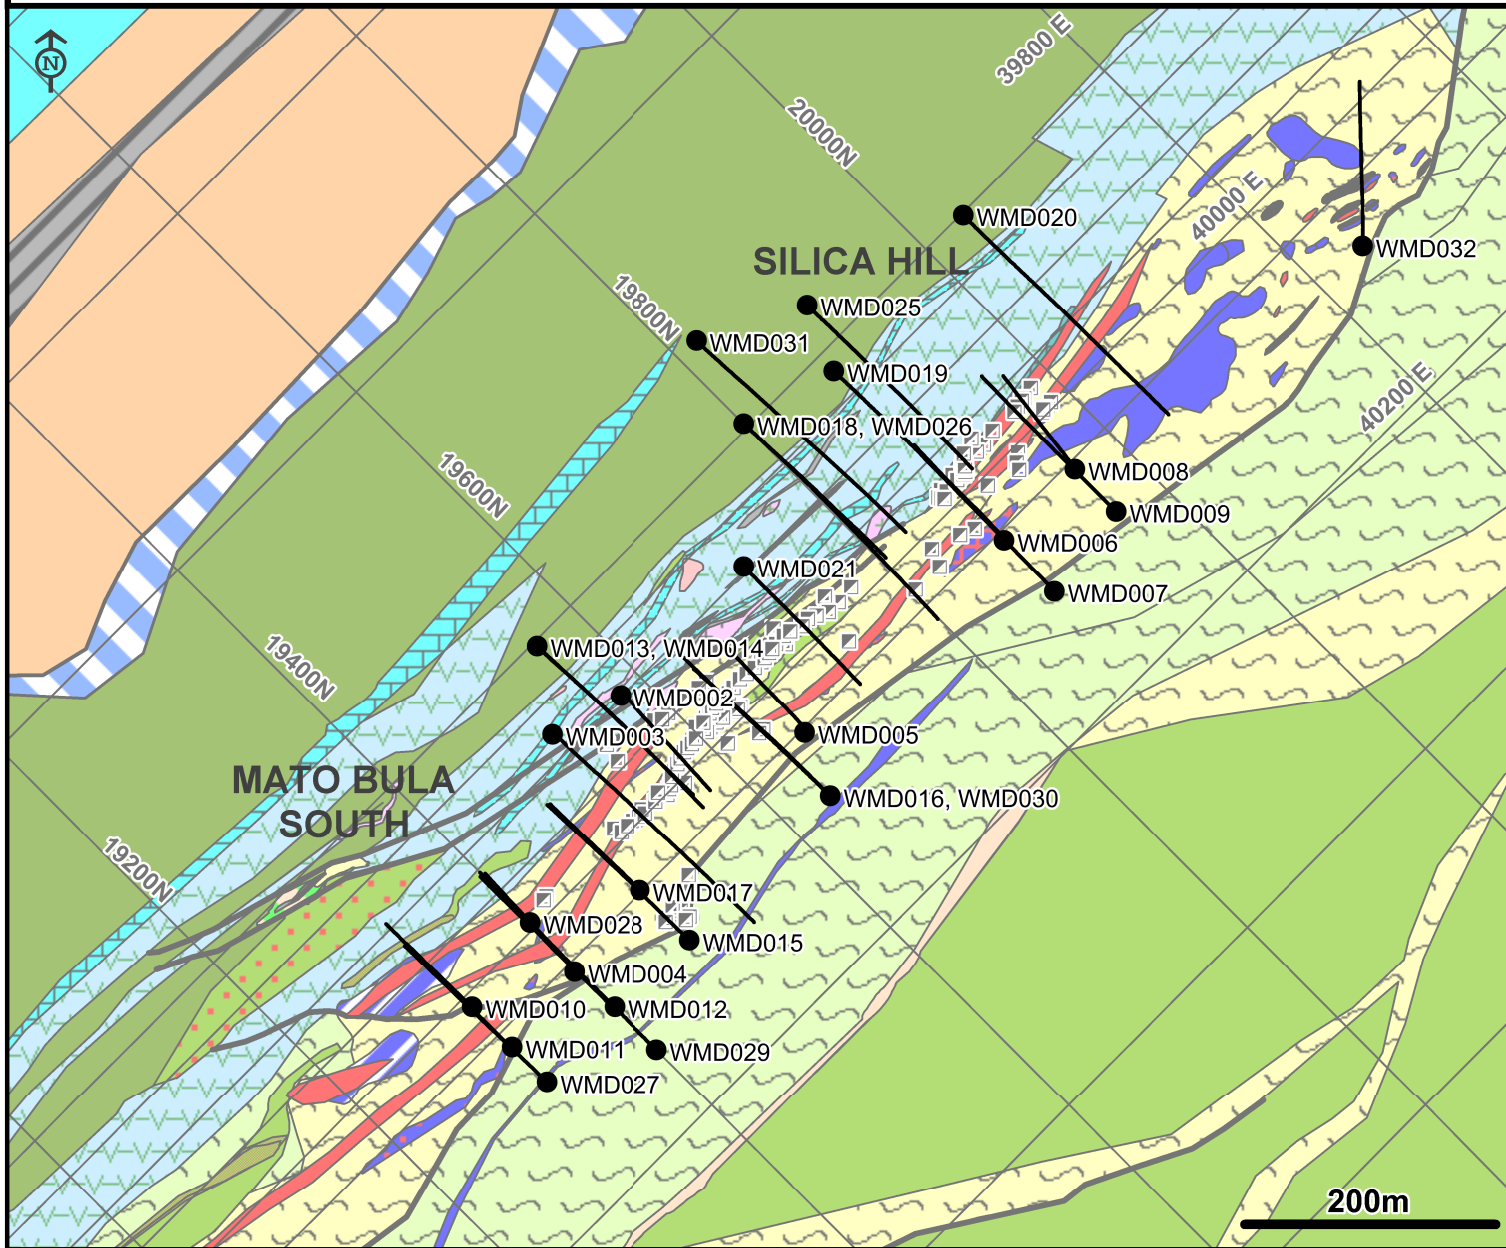 N
39800 E
20000N
40000 E
WMD020
WMD032
SILICA HILL
19800N
WMD025
WMD031
WMD019
40200 E
WMD018, WMD026
19600N
WMD008
WMD009
WMD006
WMD021
WMD007
19400N
WMD013, WMD014
WMD002
WMD003
WMD005
MATO BULA
SOUTH
WMD016, WMD030
19200N
WMD017
WMD028
WMD015
WMD004
WMD010
WMD012
WMD011
WMD029
WMD027
200m